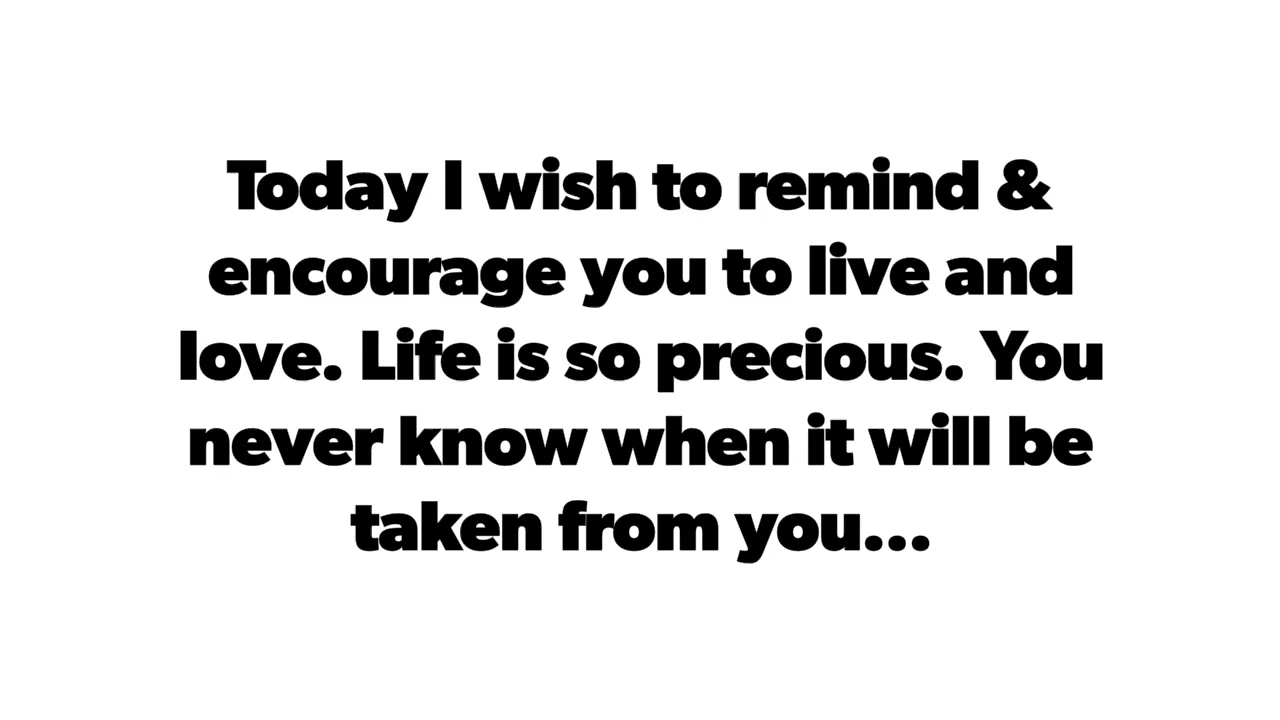 Today I wish to remind &
encourage you to live and
love. Life is so precious. You
never know when it will be
taken from you...